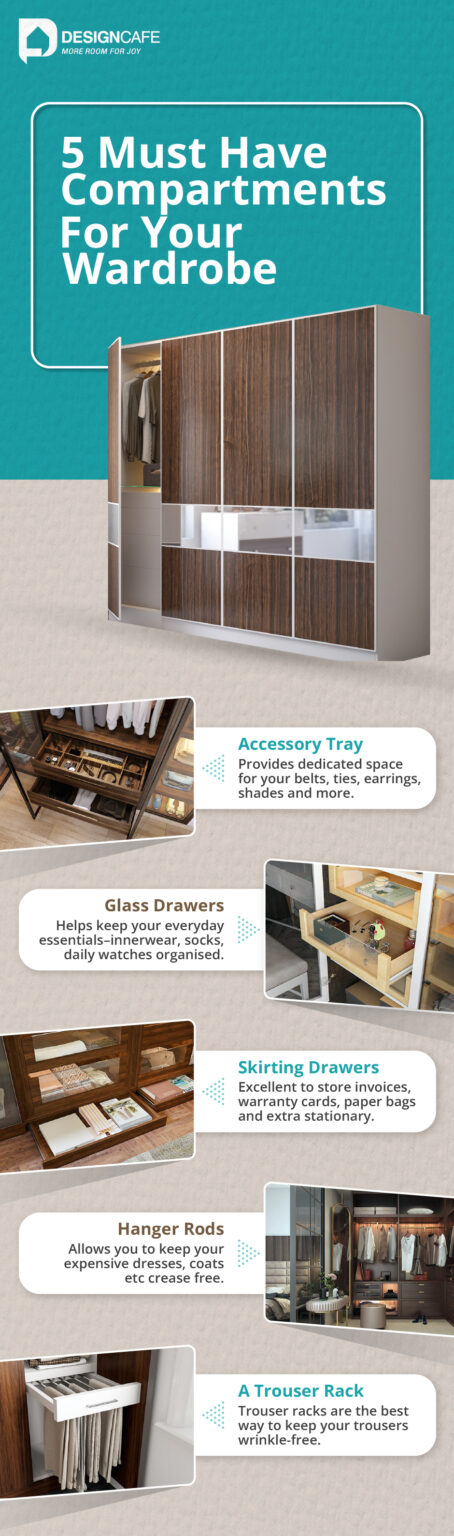 DESIGNCAFE
MORE ROOM FOR JOY
5 Must Have
Compartments
For Your
Wardrobe
Accessory Tray
Provides dedicated space
for your belts, ties, earrings,
shades and more.
Glass Drawers
Helps keep your everyday
essentials–innerwear, socks,
daily watches organised.
Skirting Drawers
Excellent to store invoices,
warranty cards, paper bags
and extra stationary.
Hanger Rods
Allows you to keep your
expensive dresses, coats
etc crease free.
A Trouser Rack
Trouser racks are the best
way to keep your trousers
wrinkle-free.